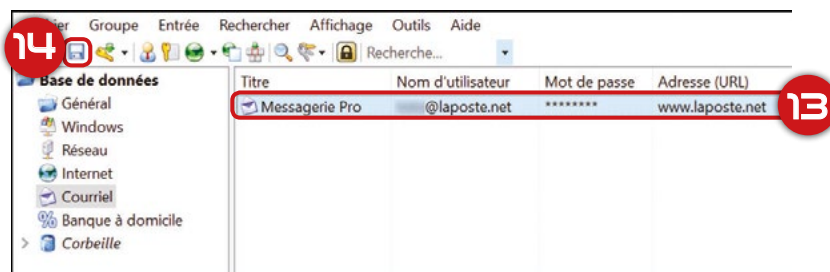 Groupe Entrée Rechercher Affichage Outils Aide
14
Recherche...
Base de données
Titre Nom d'utilisateur Mot de passe Adresse (URL)
Général
Messagerie Pro @laposte.net ******** www.laposte.net
13
Windows
Réseau
Internet
Courriel
Banque à domicile
Corbeille